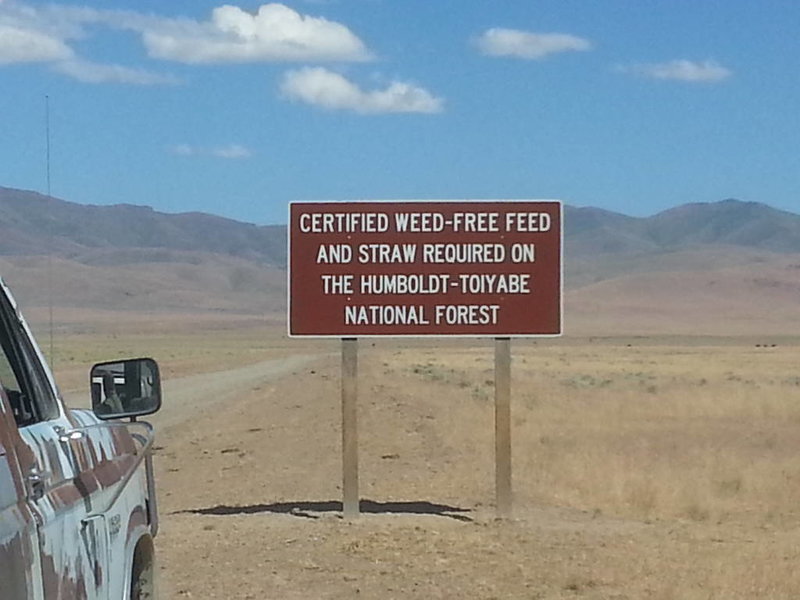 CERTIFIED WEED-FREE FEED
AND STRAW REQUIRED ON
THE HUMBOLDT-TOIYABE
NATIONAL FOREST